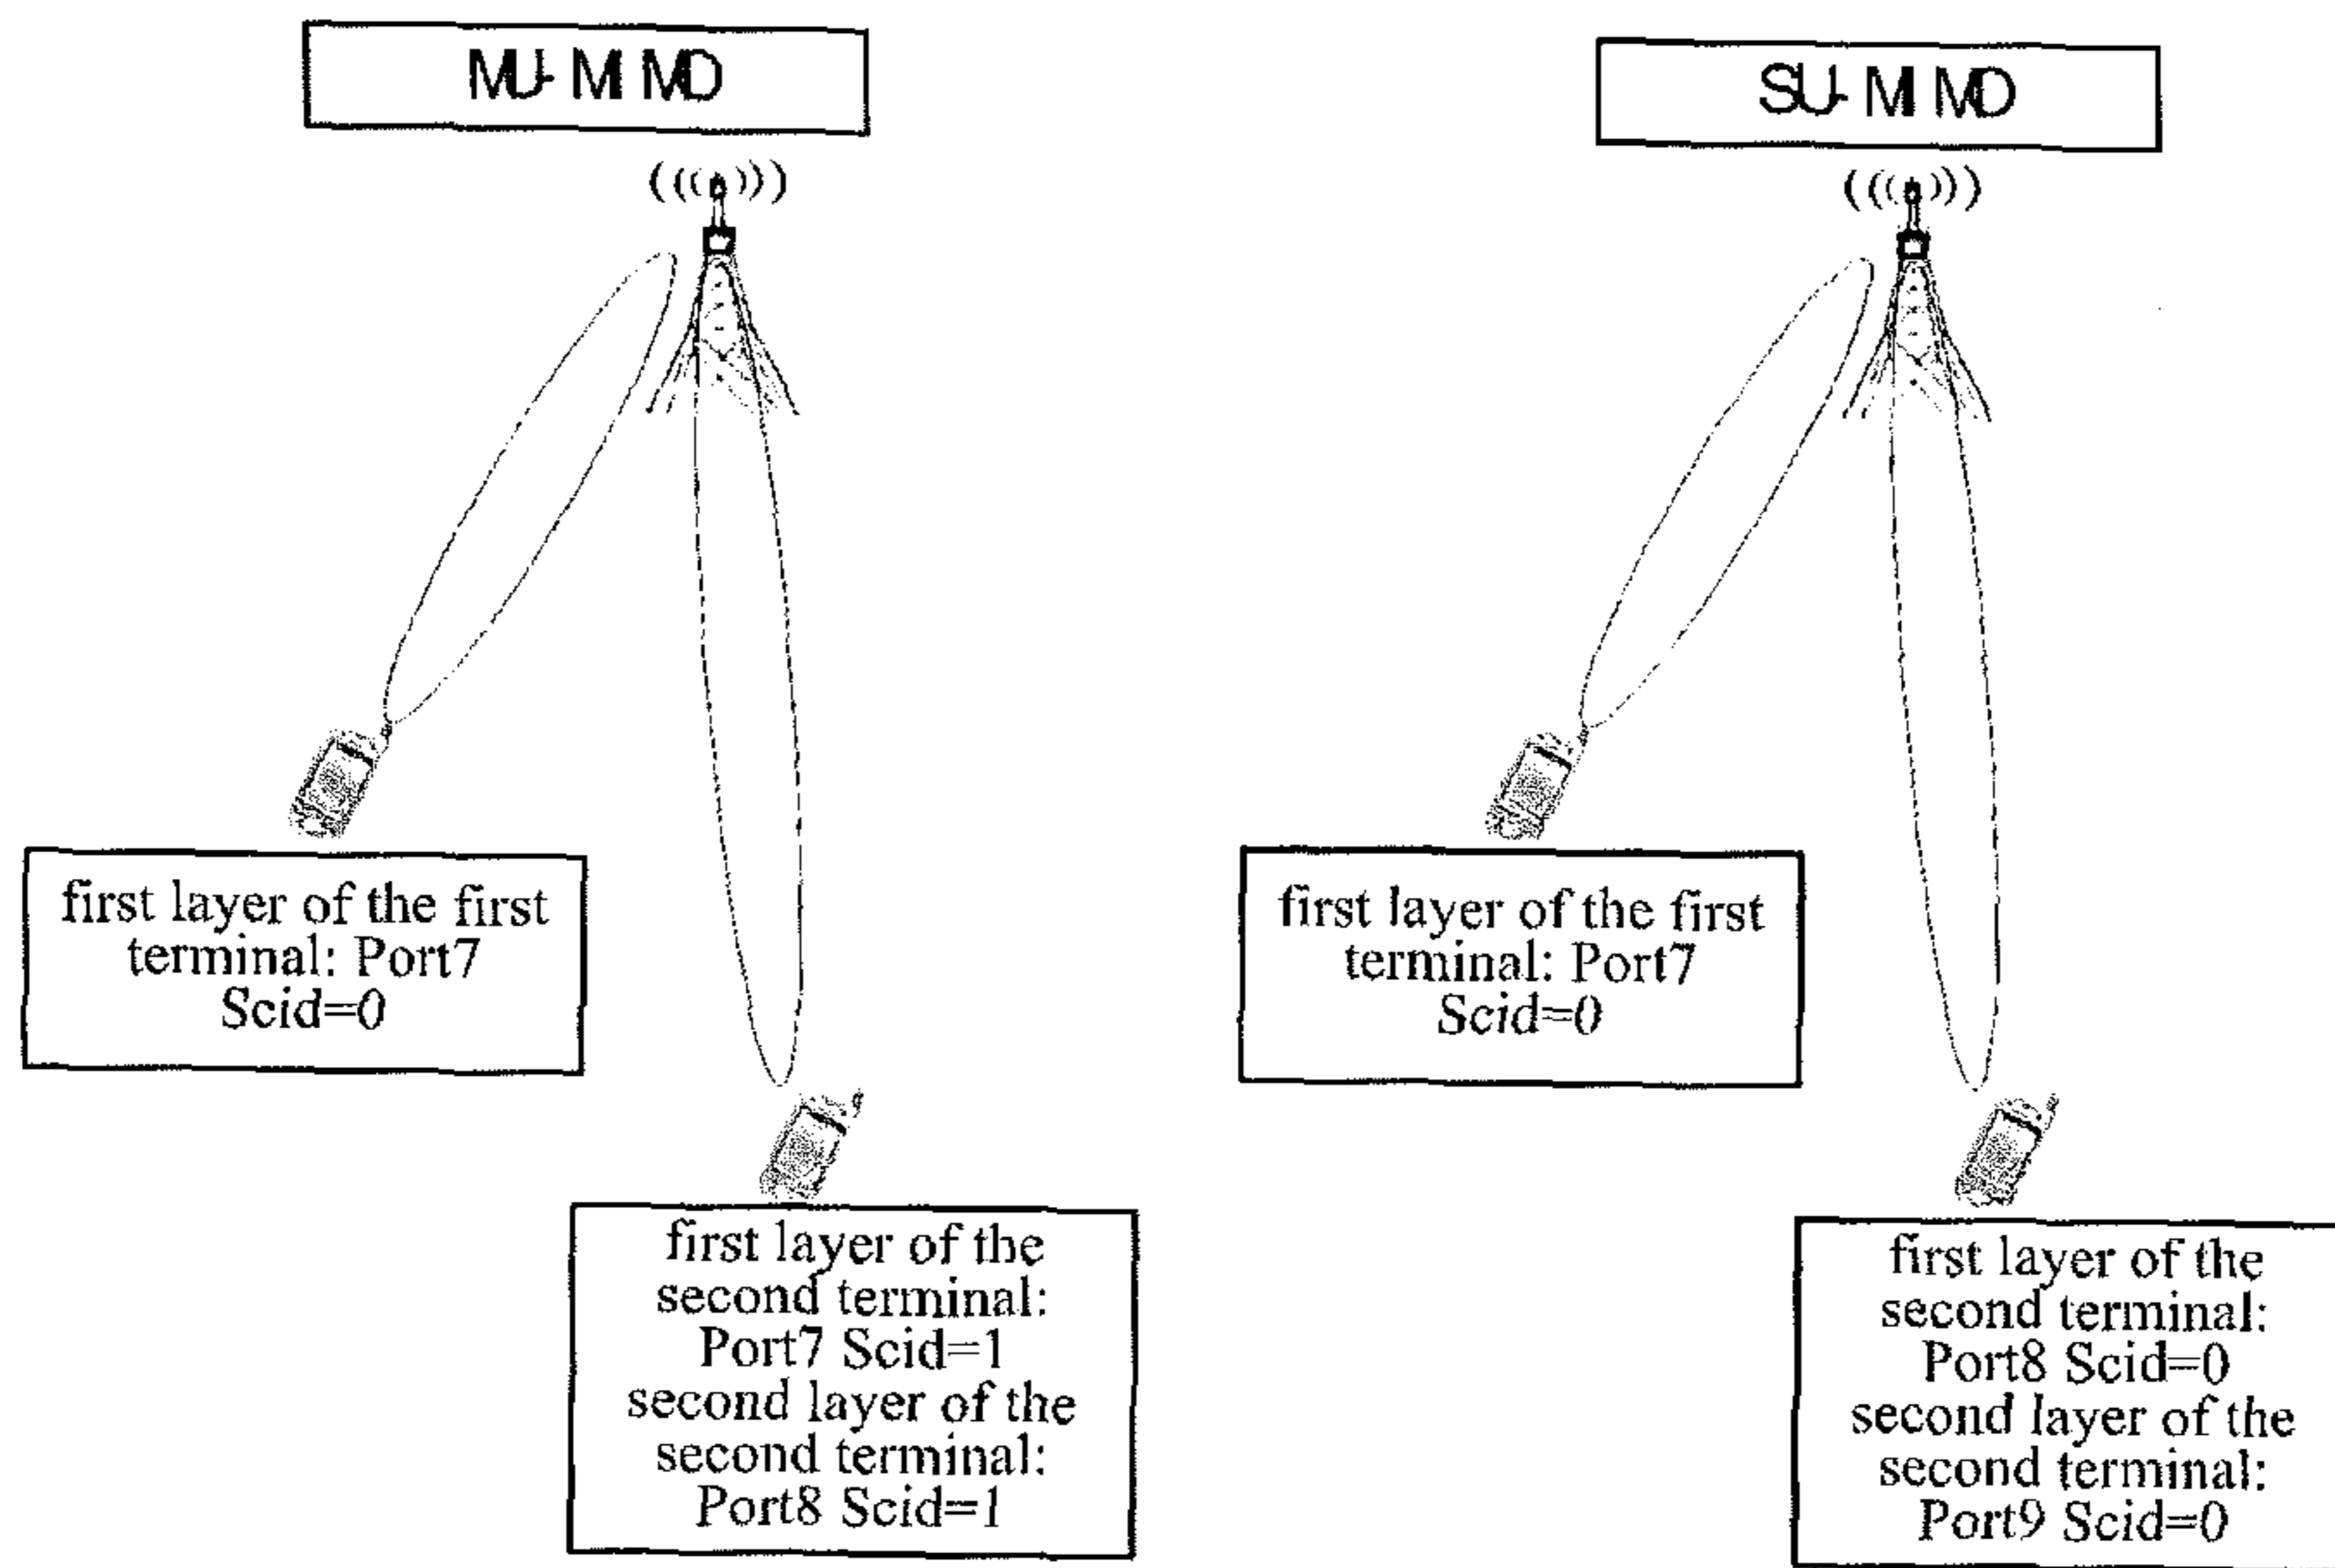 MU-MIMO
SU-MIMO
first layer of the first
terminal: Port7
Scid=0
first layer of the first
terminal: Port7
Scid=0
first layer of the
second terminal:
Port7 Scid=1
second layer of the
second terminal:
Port8 Scid=1
first layer of the
second terminal:
Port8 Scid=0
second layer of the
second terminal:
Port9 Scid=0